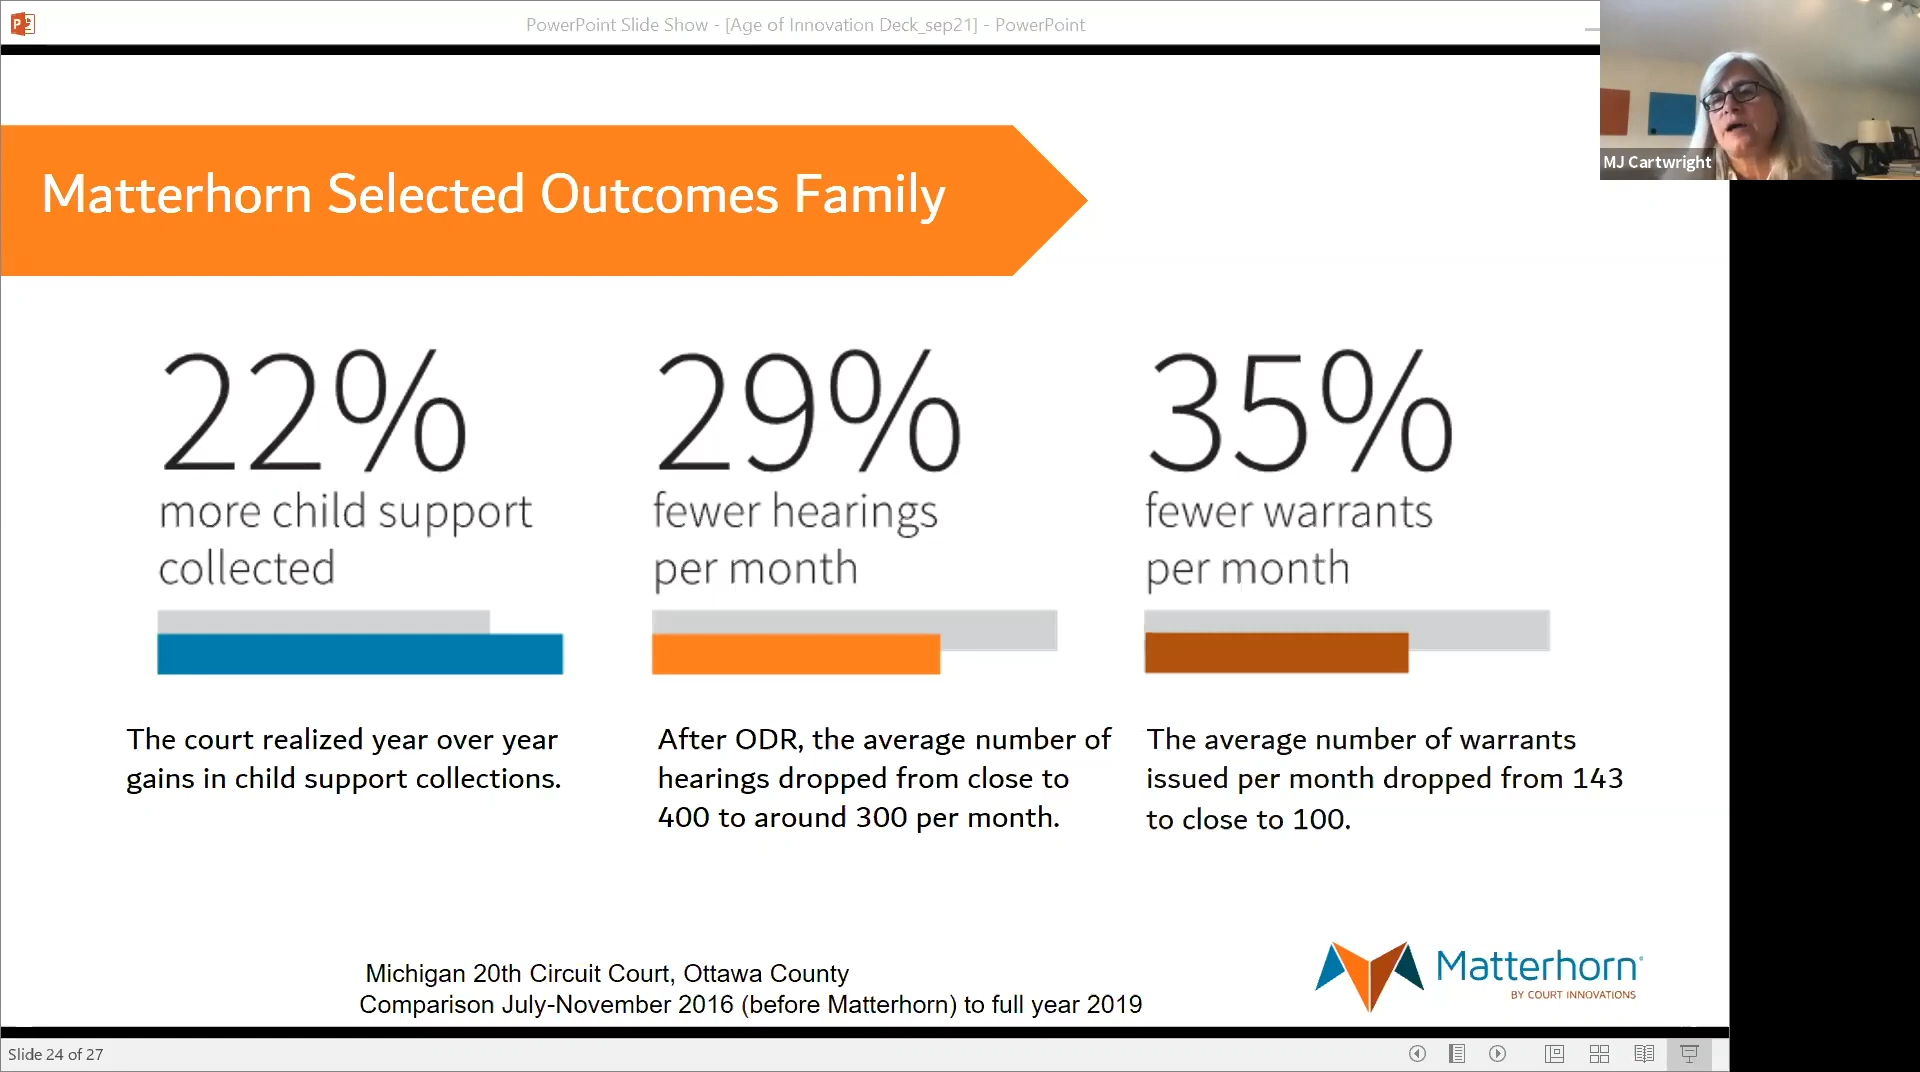 PowerPoint Slide Show - [Age of Innovation Deck_sep21] - PowerPoint
MJ Cartwright
Matterhorn Selected Outcomes Family
22%
more child support
collected
29%
fewer hearings
per month
35%
fewer warrants
per month
The court realized year over year
gains in child support collections.
After ODR, the average number of
hearings dropped from close to
400 to around 300 per month.
The average number of warrants
issued per month dropped from 143
to close to 100.
Michigan 20th Circuit Court, Ottawa County
Comparison July-November 2016 (before Matterhorn) to full year 2019
Matterhorn®
BY COURT INNOVATIONS
Slide 24 of 27